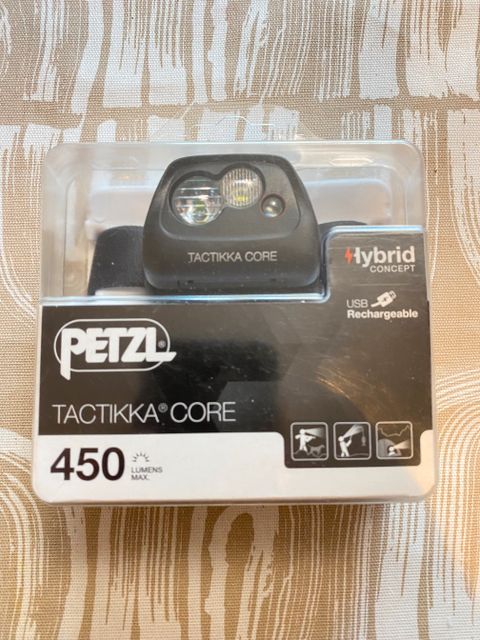 TACTIKKA CORE
Hybrid
CONCEPT
USB
Rechargeable
PETZL®
TACTIKKA® CORE
450 LUMENS
MAX.